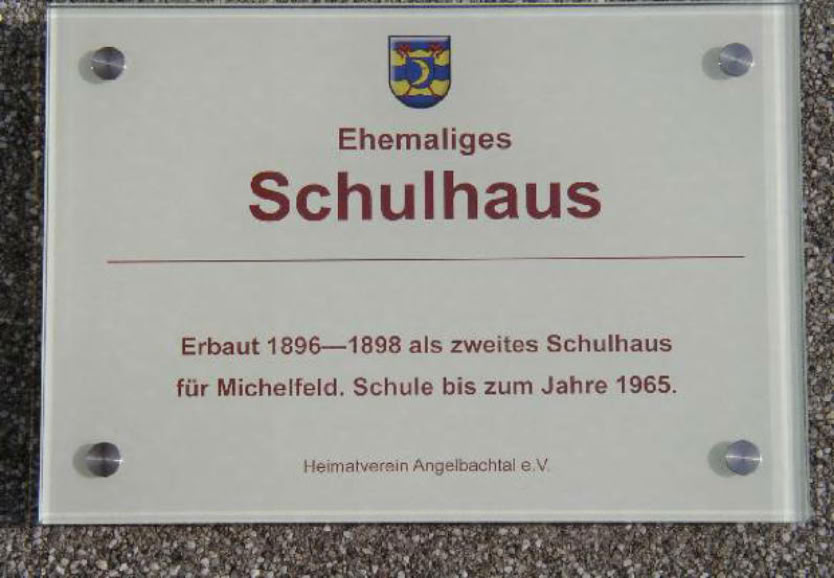 Ehemaliges
Schulhaus
Erbaut 1896—1898 als zweites Schulhaus
für Michelfeld. Schule bis zum Jahre 1965.
Heimatverein Angelbachtal e.V.